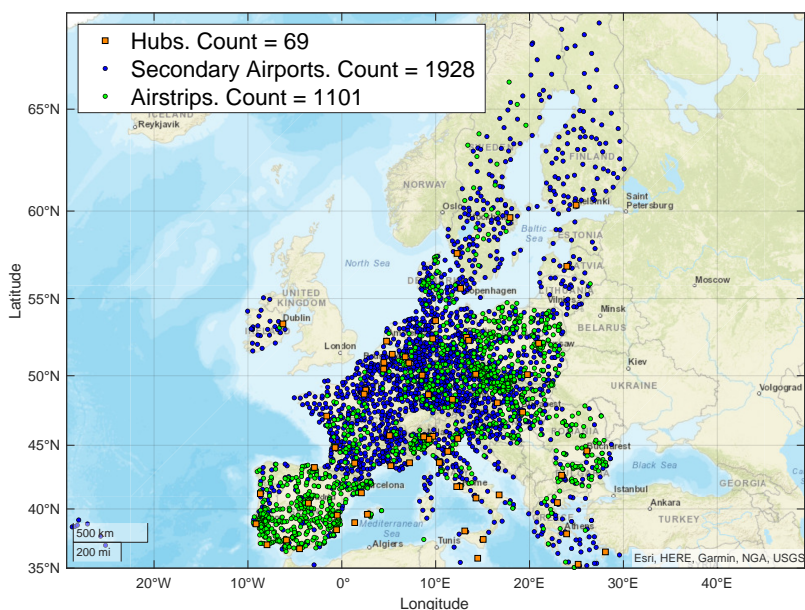 Hubs. Count = 69
Secondary Airports. Count = 1928
Airstrips. Count = 1101
65°N
60°N
55°N
50°N
45°N
40°N
35°N
Latitude
20°W
10°W
0°
10°E
20°E
30°E
40°E
Longitude
ICELAND
Reykjavik
NORWAY
Oslo
FINLAND
Saint
Petersburg
ESTONIA
Baltic
Sea
North Sea
UNITED
KINGDOM
Dublin
London
Moscow
Minsk
BELARUS
Kiev
UKRAINE
Volgograd
Black Sea
GEORGIA
Istanbul
Ankara
TURKEY
Mediterranean
Sea
Algiers
Tunis
500 km
200 mi
Esri, HERE, Garmin, NGA, USGS